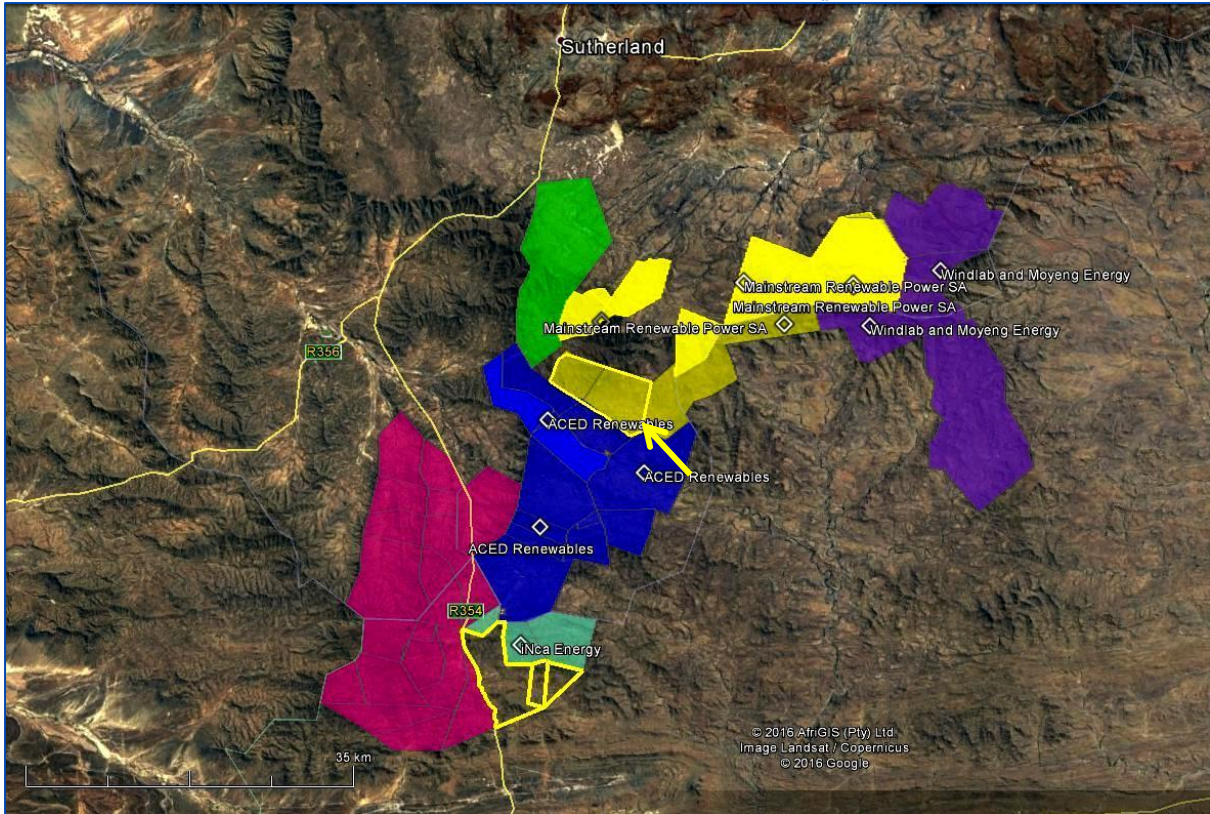 Sutherland
Windlab and Moyeng Energy
Mainstream Renewable Power SA
Mainstream Renewable Power SA
Mainstream Renewable Power SA
Windlab and Moyeng Energy
R356
ACED Renewables
ACED Renewables
ACED Renewables
R354
iNca Energy
© 2016 AfriGIS (Pty) Ltd
Image Landsat / Copernicus
© 2016 Google
35 km